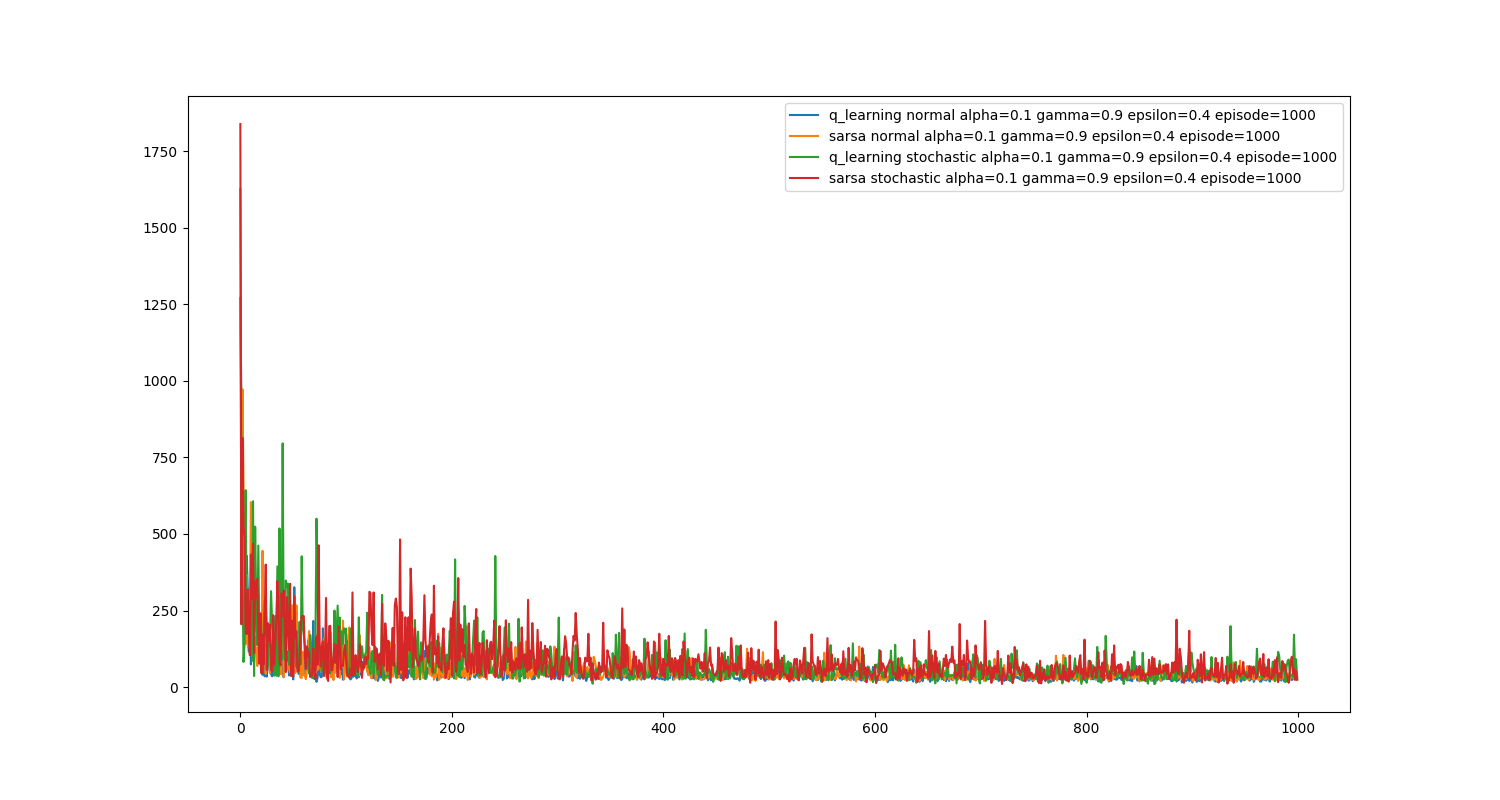 q_learning normal alpha=0.1 gamma=0.9 epsilon=0.4 episode=1000
sarsa normal alpha=0.1 gamma=0.9 epsilon=0.4 episode=1000
q_learning stochastic alpha=0.1 gamma=0.9 epsilon=0.4 episode=1000
sarsa stochastic alpha=0.1 gamma=0.9 epsilon=0.4 episode=1000
1750
1500
1250
1000
750
500
250
0
0 200 400 600 800 1000